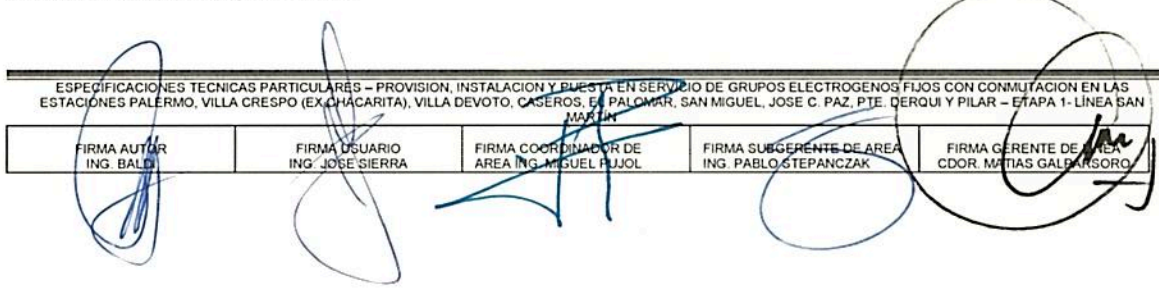 ESPECIFICACIONES TECNICAS PARTICULARES – PROVISION, INSTALACION Y PUESTA EN SERVICIO DE GRUPOS ELECTROGENOS FIJOS CON CONMUTACION EN LAS
ESTACIONES PALERMO, VILLA CRESPO (EX CHACARITA), VILLA DEVOTO, CASEROS, EL PALOMAR, SAN MIGUEL, JOSE C. PAZ, PTE. DERQUI Y PILAR – ETAPA 1- LÍNEA SAN
MARTÍN
FIRMA AUTOR
ING. BALDI
FIRMA USUARIO
ING. JOSE SIERRA
FIRMA COORDINADOR DE
AREA ING. MIGUEL PUJOL
FIRMA SUBGERENTE DE AREA
ING. PABLO STEPANCZAK
FIRMA GERENTE DE LINEA
CDOR. MATIAS GALPARSORO